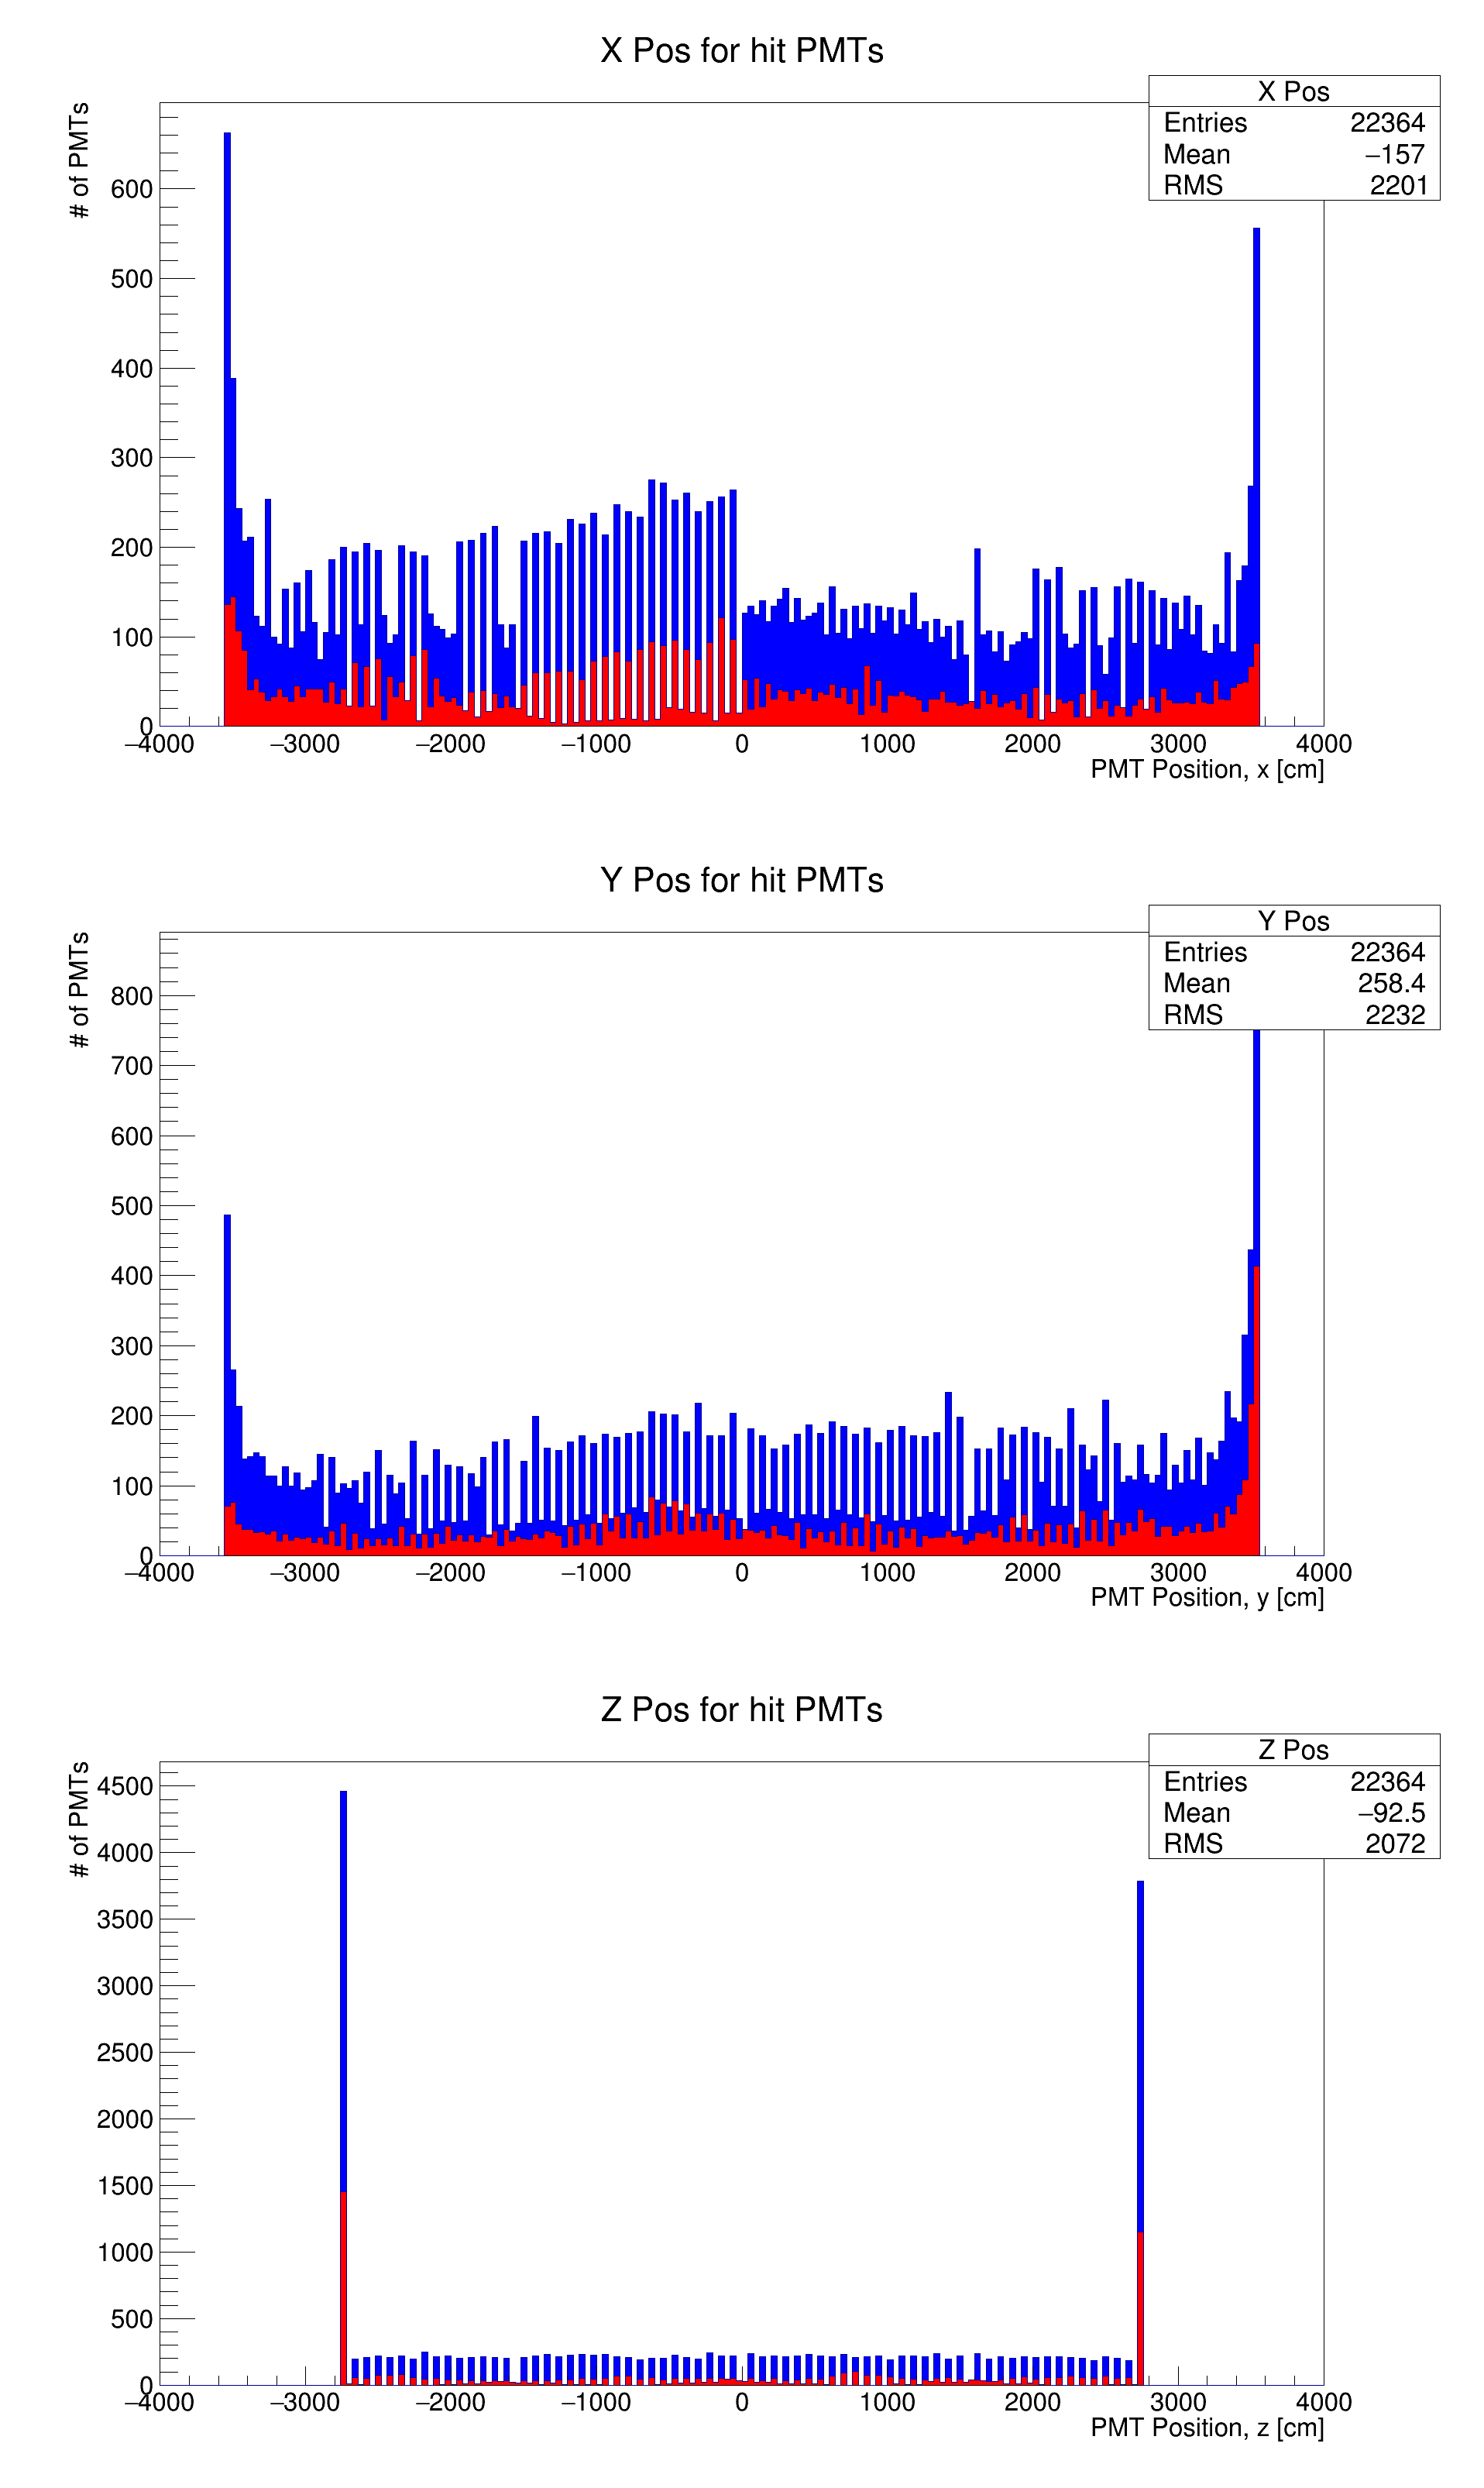 X Pos for hit PMTs
# of PMTs
X Pos
Entries 22364
Mean −157
RMS 2201
600
500
400
300
200
100
0
−4000 −3000 −2000 −1000 0 1000 2000 3000 4000
PMT Position, x [cm]
Y Pos for hit PMTs
# of PMTs
Y Pos
Entries 22364
Mean 258.4
RMS 2232
800
700
600
500
400
300
200
100
0
−4000 −3000 −2000 −1000 0 1000 2000 3000 4000
PMT Position, y [cm]
Z Pos for hit PMTs
# of PMTs
Z Pos
Entries 22364
Mean −92.5
RMS 2072
4500
4000
3500
3000
2500
2000
1500
1000
500
0
−4000 −3000 −2000 −1000 0 1000 2000 3000 4000
PMT Position, z [cm]